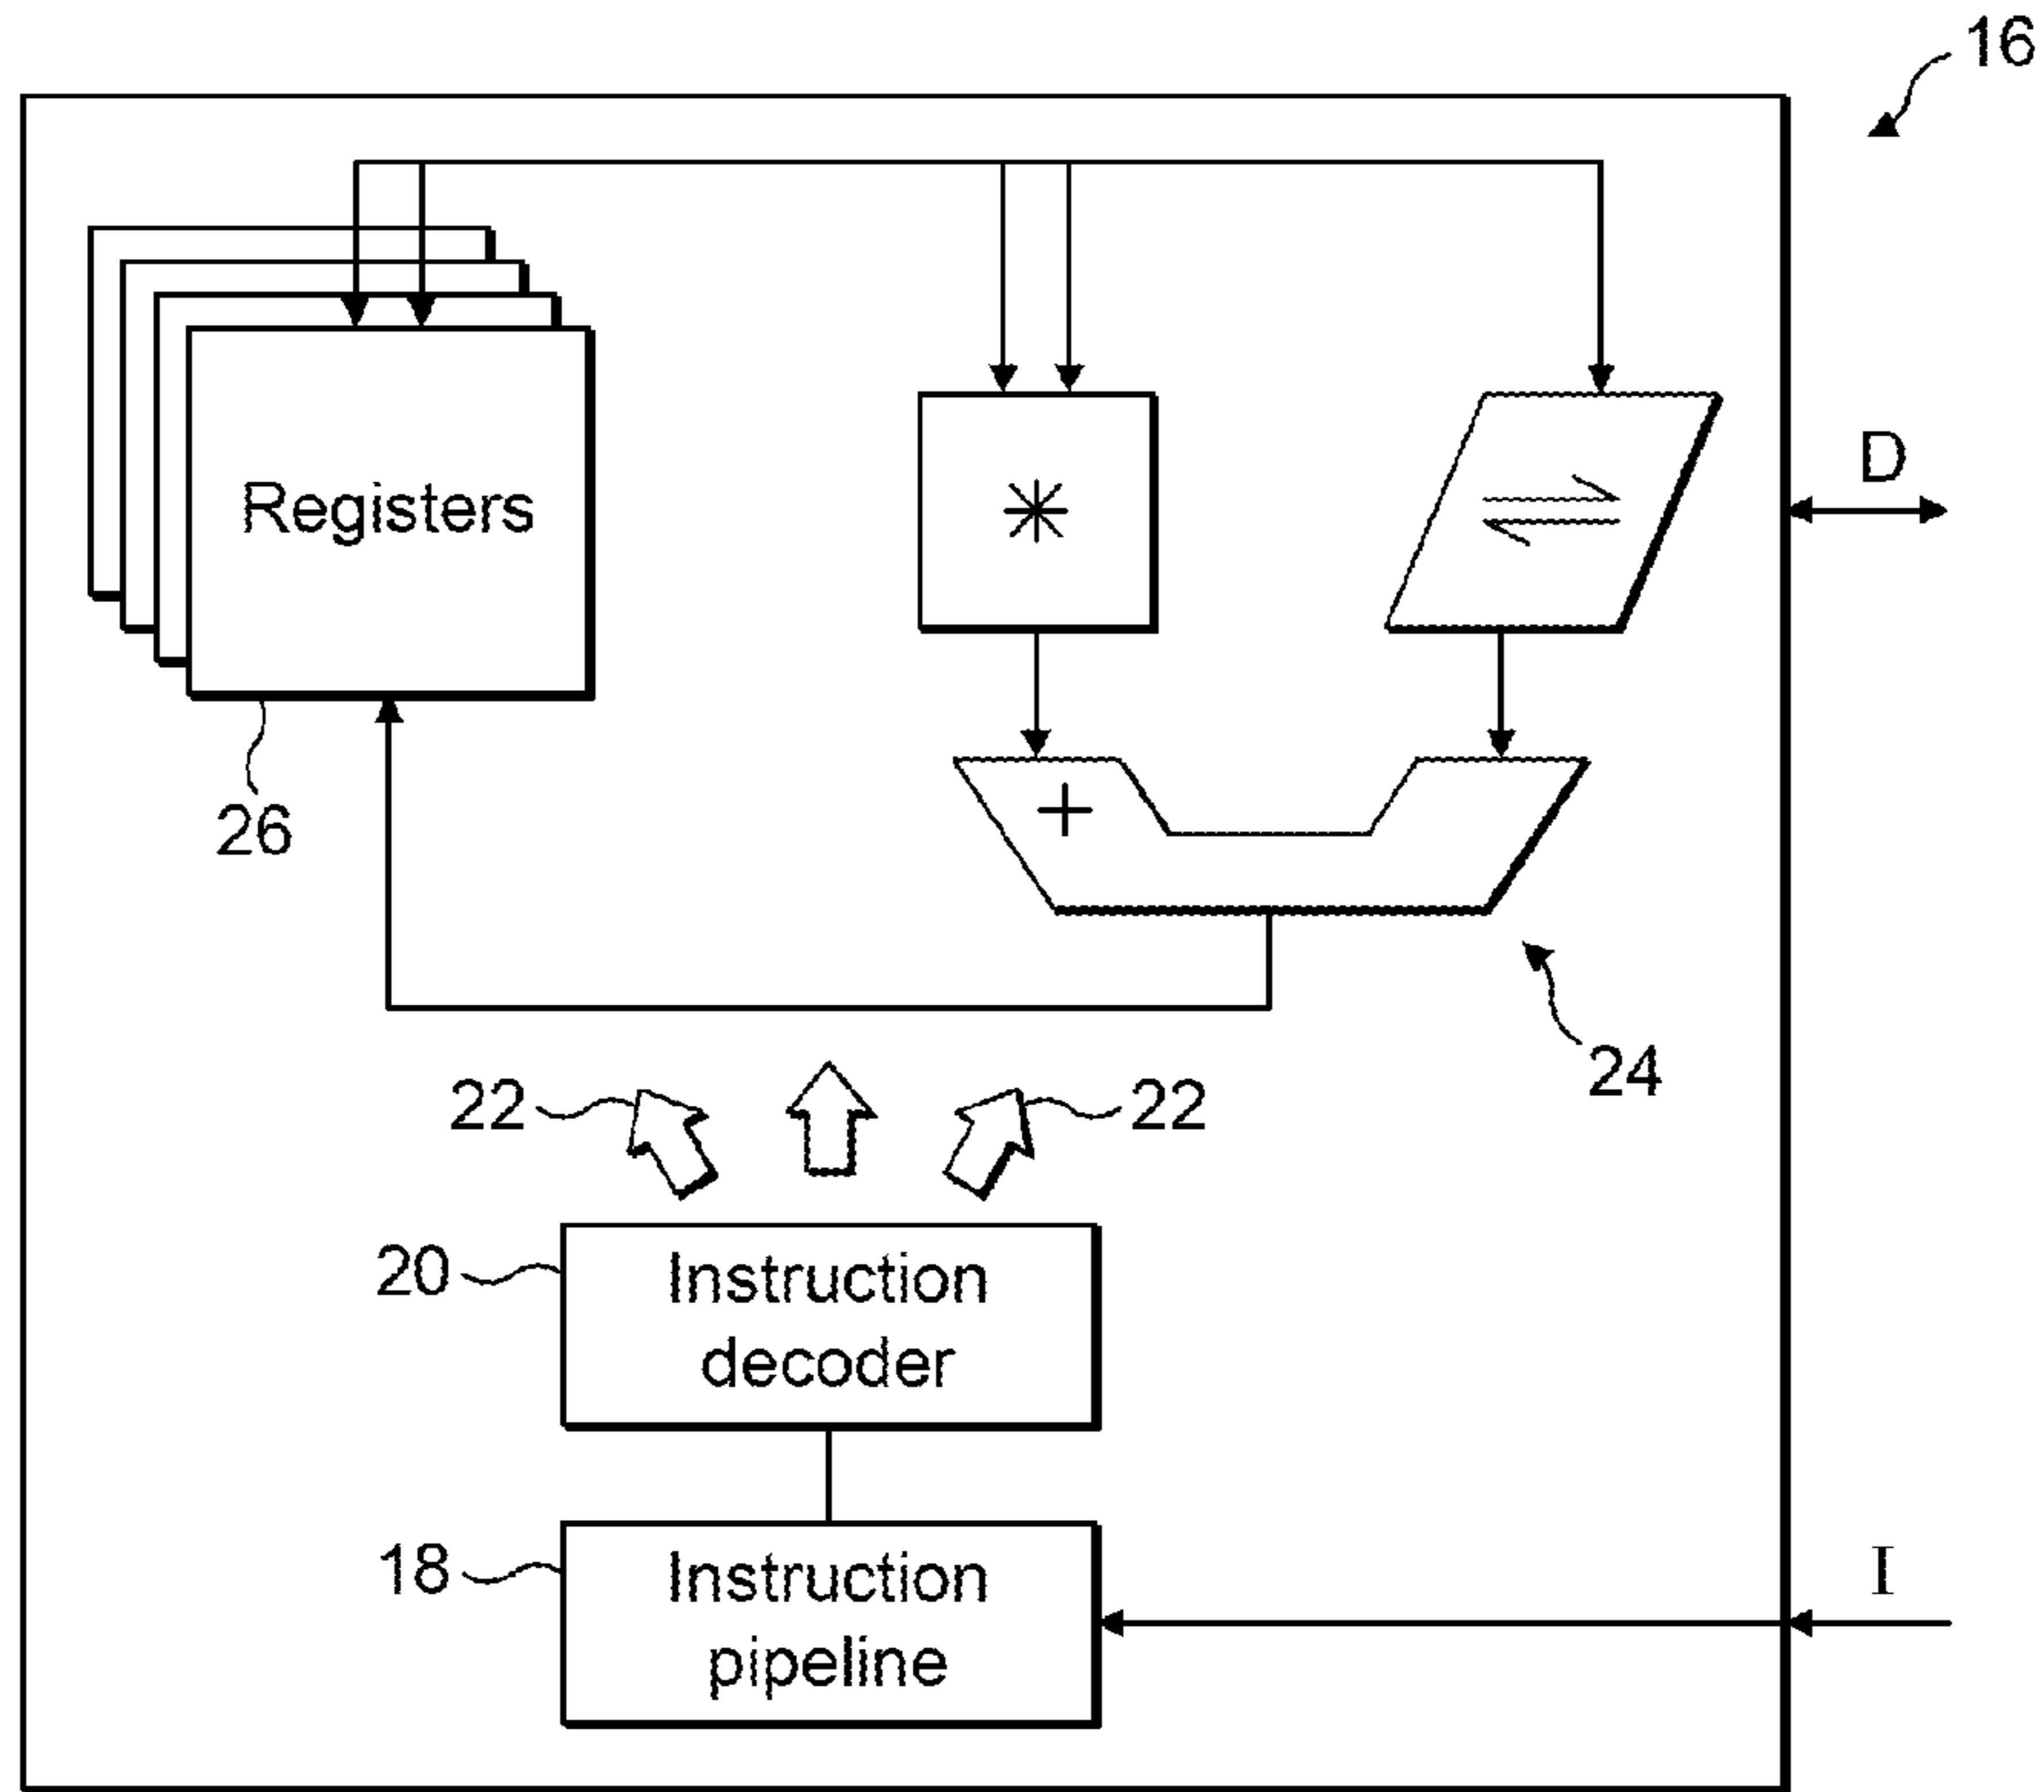 16
Registers
*
⇌
D
26
+
24
22
22
20
Instruction
decoder
18
Instruction
pipeline
I